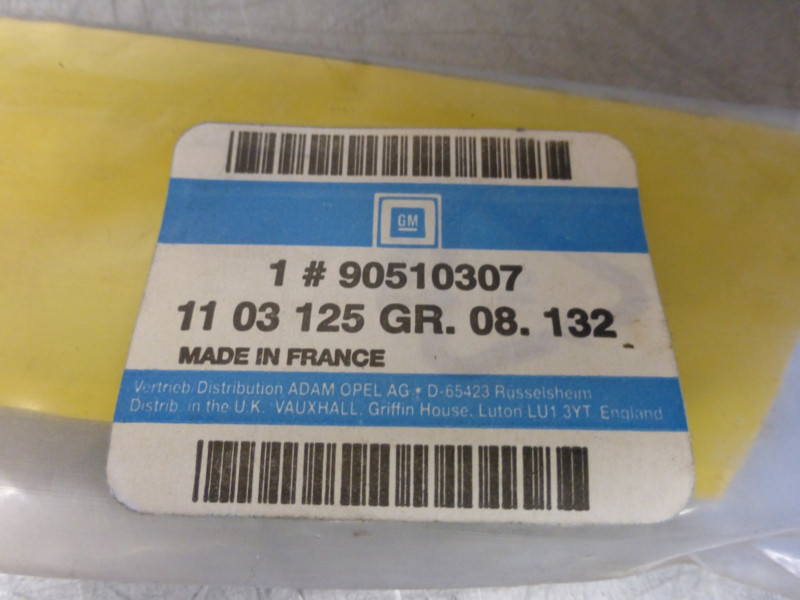 GM
1 # 90510307
11 03 125 GR. 08. 132
MADE IN FRANCE
Vertrieb/Distribution ADAM OPEL AG • D-65423 Rüsselsheim
Distrib. in the U.K. VAUXHALL, Griffin House, Luton LU1 3YT England